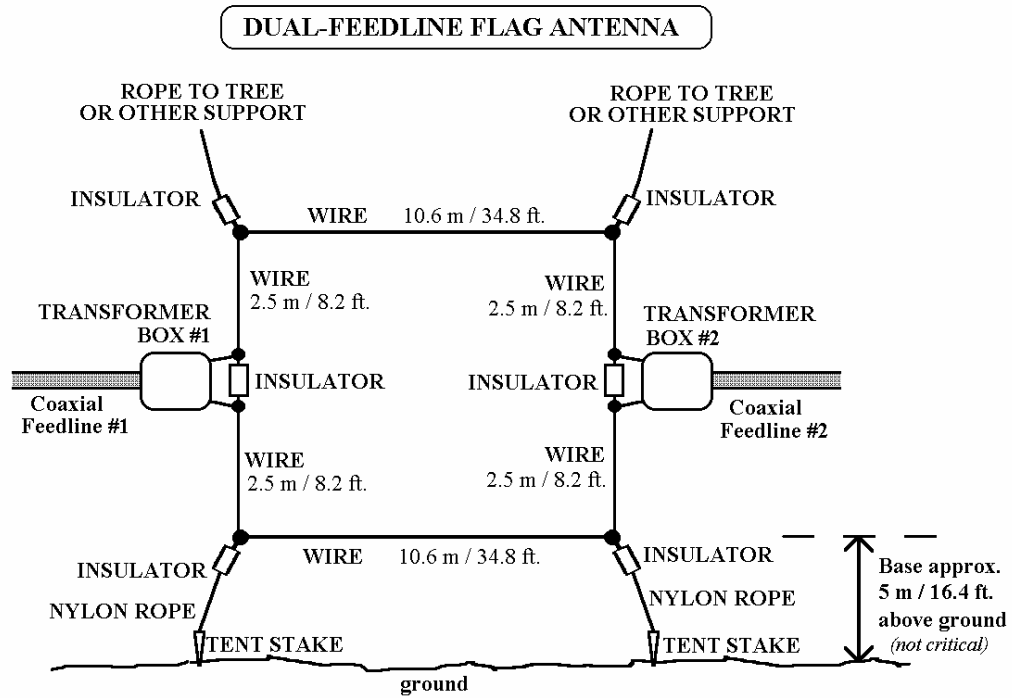 DUAL-FEEDLINE FLAG ANTENNA
ROPE TO TREE
OR OTHER SUPPORT
ROPE TO TREE
OR OTHER SUPPORT
INSULATOR
INSULATOR
WIRE 10.6 m / 34.8 ft.
WIRE
2.5 m / 8.2 ft.
WIRE
2.5 m / 8.2 ft.
TRANSFORMER
BOX #1
TRANSFORMER
BOX #2
INSULATOR
INSULATOR
Coaxial
Feedline #1
Coaxial
Feedline #2
WIRE
2.5 m / 8.2 ft.
WIRE
2.5 m / 8.2 ft.
WIRE 10.6 m / 34.8 ft.
INSULATOR
INSULATOR
NYLON ROPE
NYLON ROPE
Base approx.
5 m / 16.4 ft.
above ground
(not critical)
TENT STAKE
TENT STAKE
ground